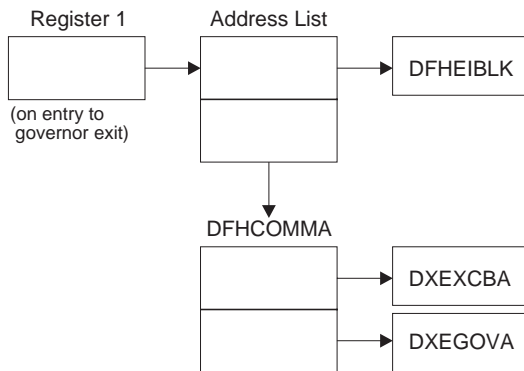 Register 1
Address List
DFHEIBLK
(on entry to
governor exit)
DFHCOMMA
DXEXCBA
DXEGOVA